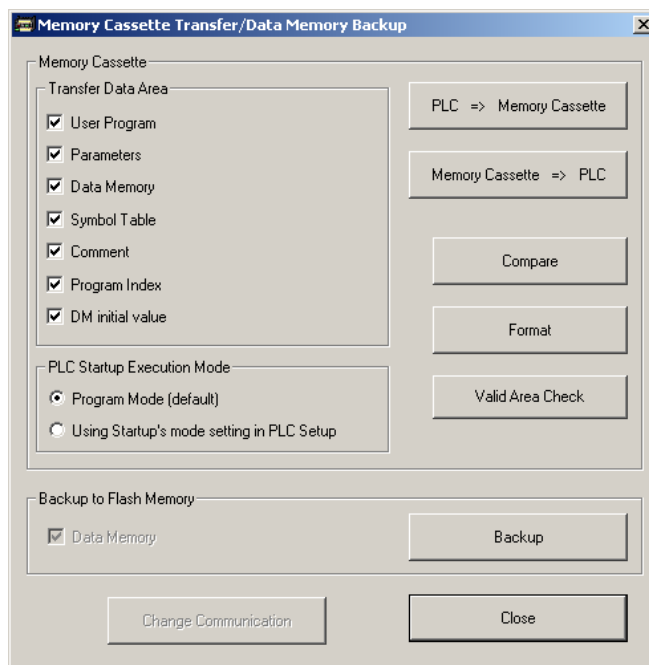 Memory Cassette Transfer/Data Memory Backup
Memory Cassette
Transfer Data Area
User Program
Parameters
Data Memory
Symbol Table
Comment
Program Index
DM initial value
PLC => Memory Cassette
Memory Cassette => PLC
Compare
Format
Valid Area Check
PLC Startup Execution Mode
Program Mode (default)
Using Startup's mode setting in PLC Setup
Backup to Flash Memory
Data Memory
Backup
Change Communication
Close